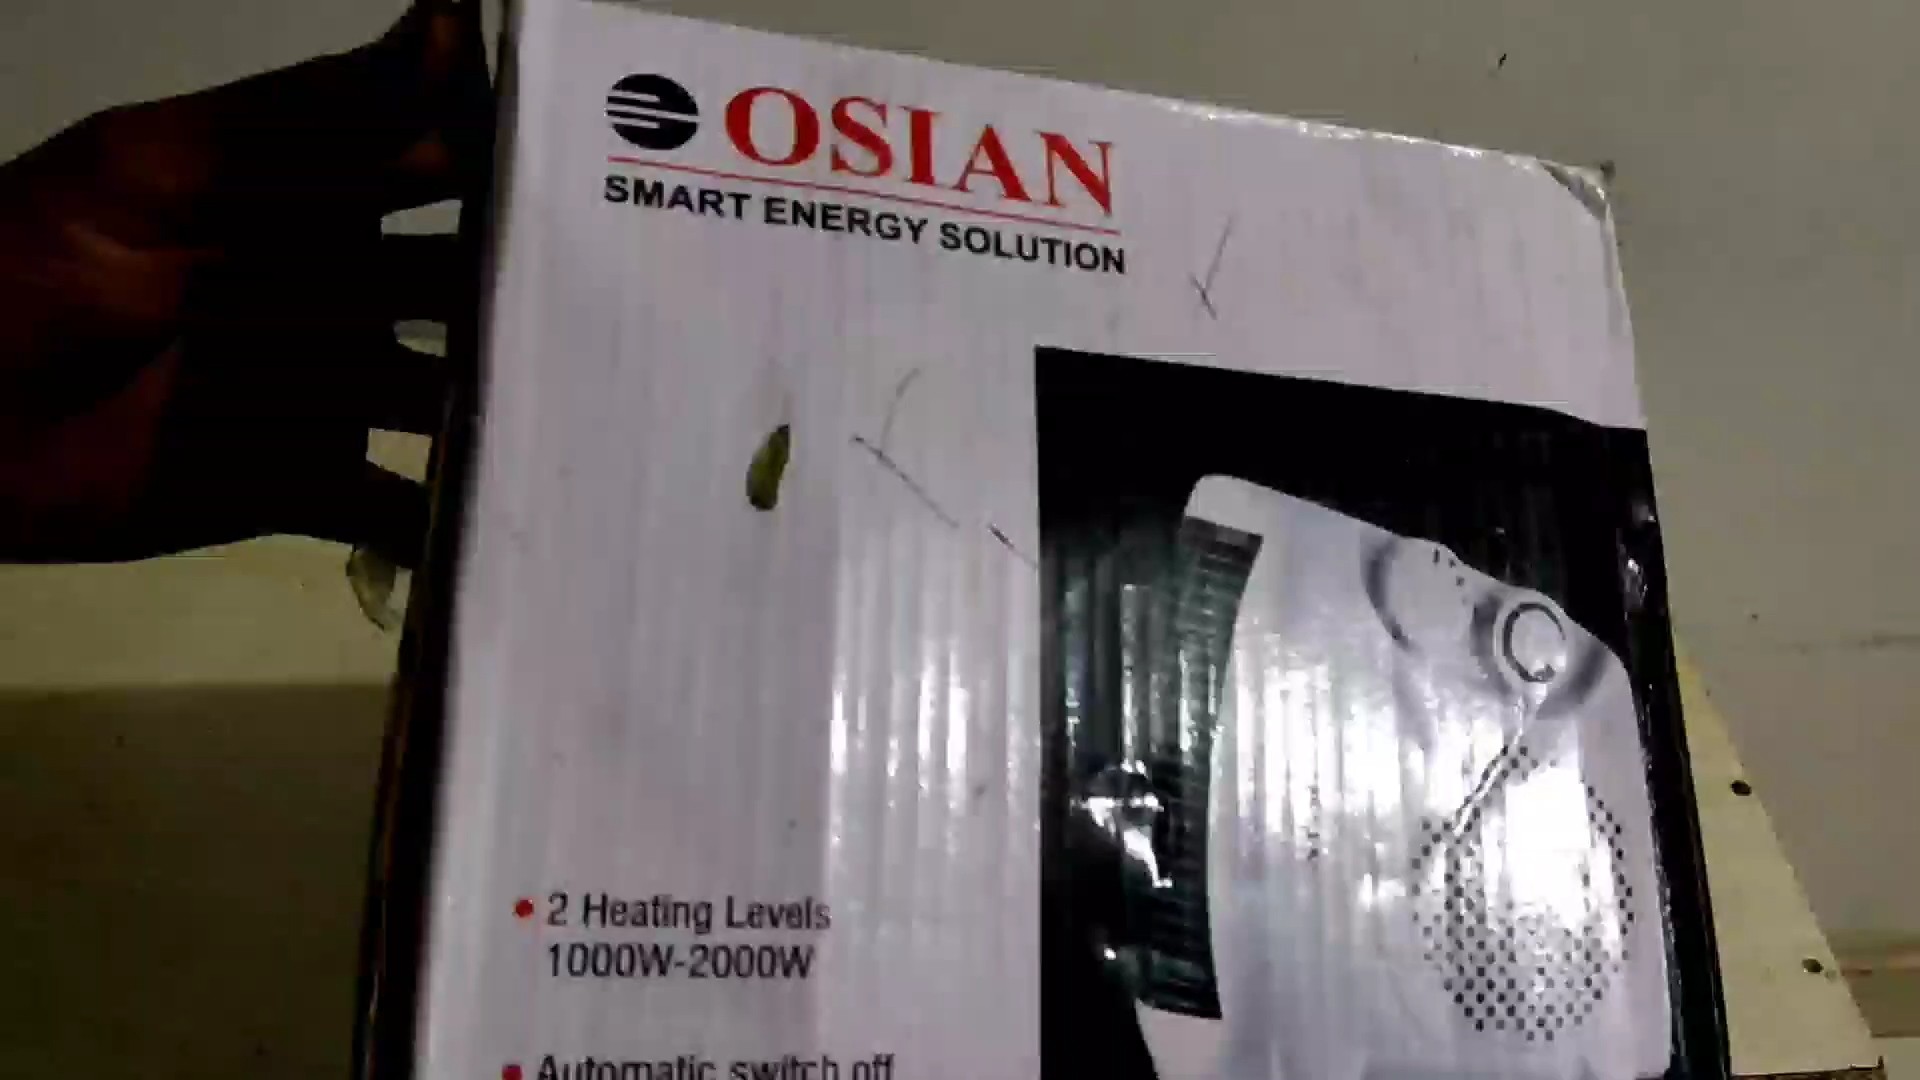 OSIAN
SMART ENERGY SOLUTION
• 2 Heating Levels
1000W-2000W
• Automatic switch off